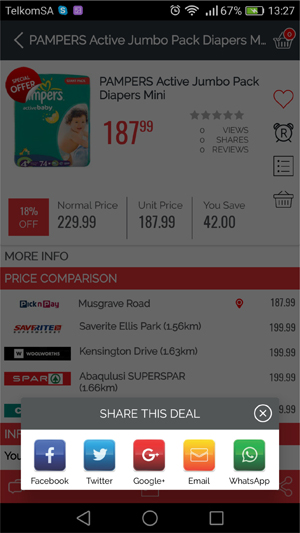 TelkomSA 67% 13:27
PAMPERS Active Jumbo Pack Diapers M... 0
SPECIAL OFFER
Pampers
active baby
PAMPERS Active Jumbo Pack
Diapers Mini
187.99
0 VIEWS
0 SHARES
0 REVIEWS
18% OFF
Normal Price Unit Price You Save
229.99 187.99 42.00
MORE INFO
PRICE COMPARISON
Pick n Pay Musgrave Road 187.99
SAVERITE Saverite Ellis Park (1.56km) 199.99
W WOOLWORTHS Kensington Drive (1.63km) 199.99
SPAR Abaqulusi SUPERSPAR 199.99
(1.66km)
SHARE THIS DEAL
INF
You
Facebook Twitter Google+ Email WhatsApp